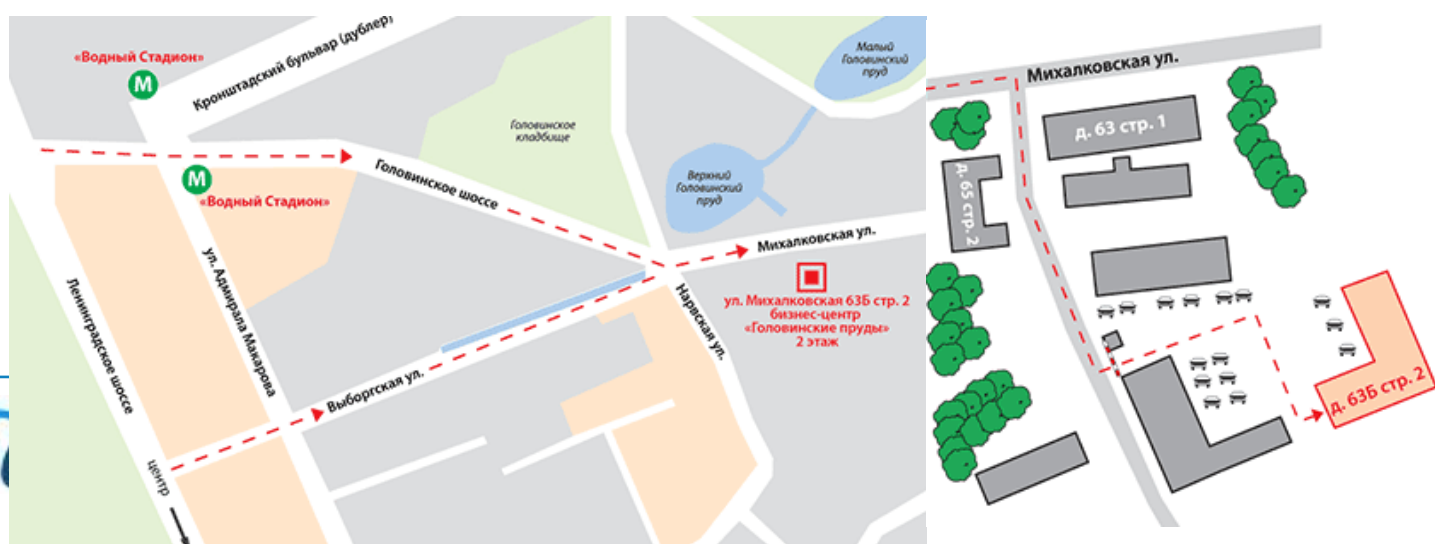 «Водный Стадион»
М
Кронштадский бульвар (дублер)
М
«Водный Стадион»
Головинское шоссе
Головинское
кладбище
Малый
Головинский
пруд
Верхний
Головинский
пруд
Михалковская ул.
ул. Михалковская 63Б стр. 2
бизнес-центр
«Головинские пруды»
2 этаж
Нарвская ул.
Ленинградское шоссе
ул. Адмирала Макарова
Выборгская ул.
центр
Михалковская ул.
д. 63 стр. 1
д. 65 стр. 2
д. 63Б стр. 2